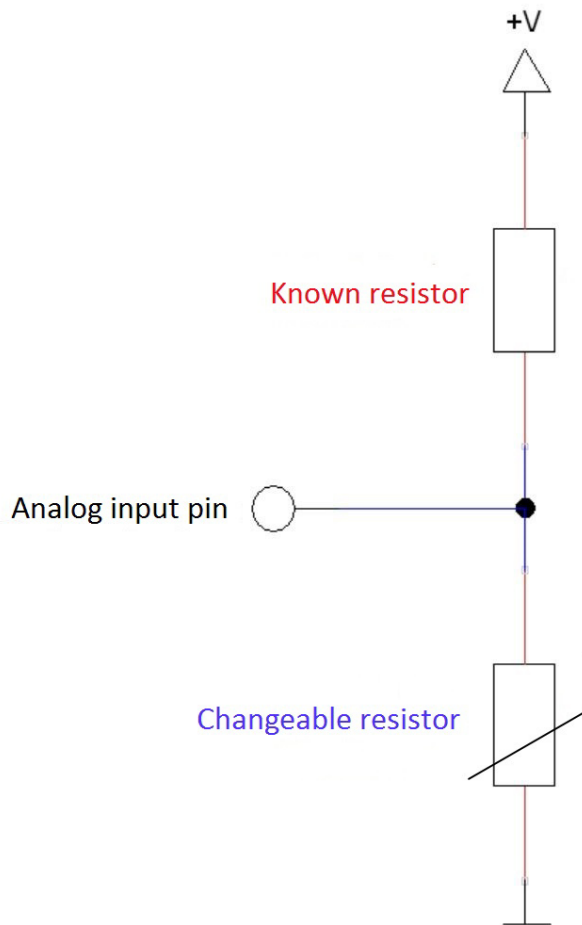 +V
Known resistor
Analog input pin
Changeable resistor